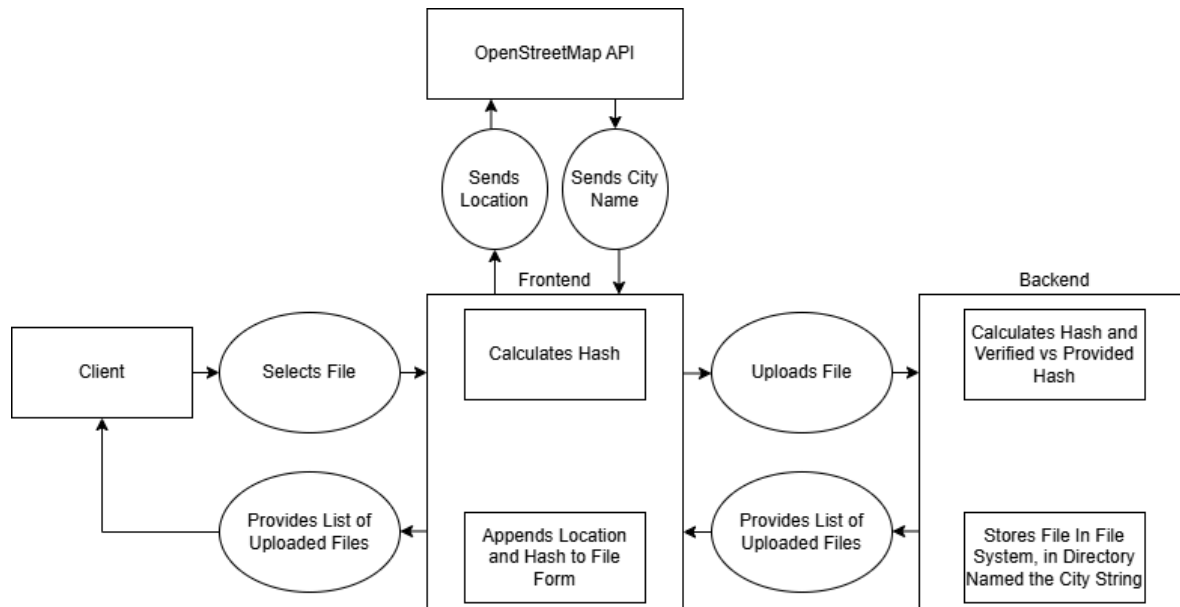 OpenStreetMap API
Sends
Location
Sends City
Name
Frontend
Backend
Client
Selects File
Calculates Hash
Uploads File
Calculates Hash and
Verified vs Provided
Hash
Provides List of
Uploaded Files
Appends Location
and Hash to File
Form
Provides List of
Uploaded Files
Stores File In File
System, in Directory
Named the City String